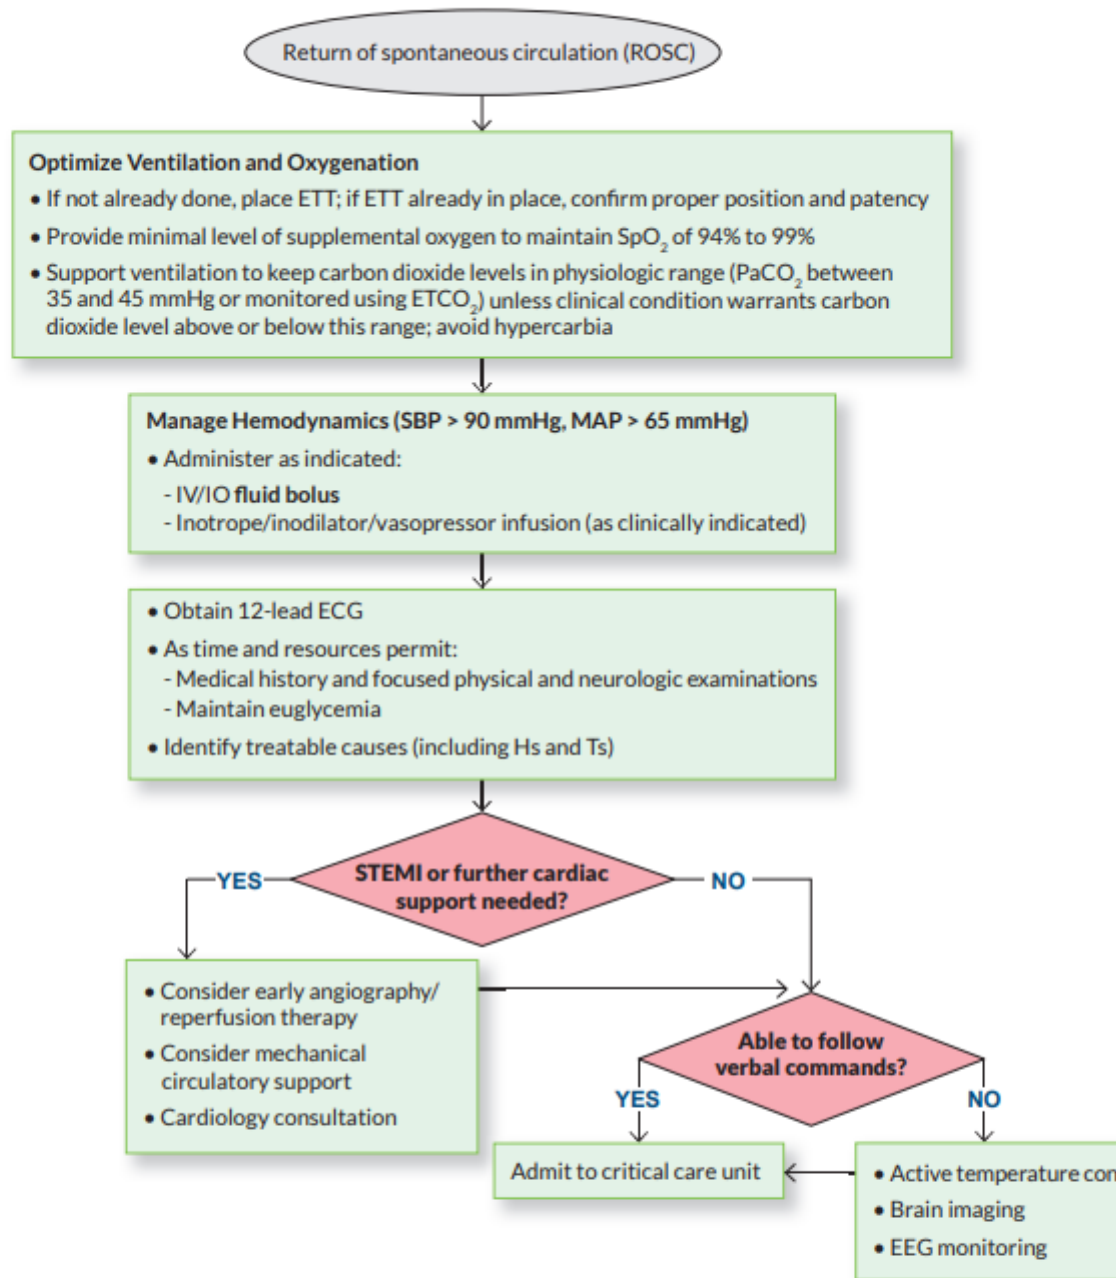 Return of spontaneous circulation (ROSC)
Optimize Ventilation and Oxygenation
• If not already done, place ETT; if ETT already in place, confirm proper position and patency
• Provide minimal level of supplemental oxygen to maintain SpO₂ of 94% to 99%
• Support ventilation to keep carbon dioxide levels in physiologic range (PaCO₂ between
35 and 45 mmHg or monitored using ETCO₂) unless clinical condition warrants carbon
dioxide level above or below this range; avoid hypercarbia
Manage Hemodynamics (SBP > 90 mmHg, MAP > 65 mmHg)
• Administer as indicated:
- IV/IO fluid bolus
- Inotrope/inodilator/vasopressor infusion (as clinically indicated)
• Obtain 12-lead ECG
• As time and resources permit:
- Medical history and focused physical and neurologic examinations
- Maintain euglycemia
• Identify treatable causes (including Hs and Ts)
STEMI or further cardiac
support needed?
YES
NO
• Consider early angiography/
reperfusion therapy
• Consider mechanical
circulatory support
• Cardiology consultation
Able to follow
verbal commands?
YES
NO
Admit to critical care unit
• Active temperature con
• Brain imaging
• EEG monitoring